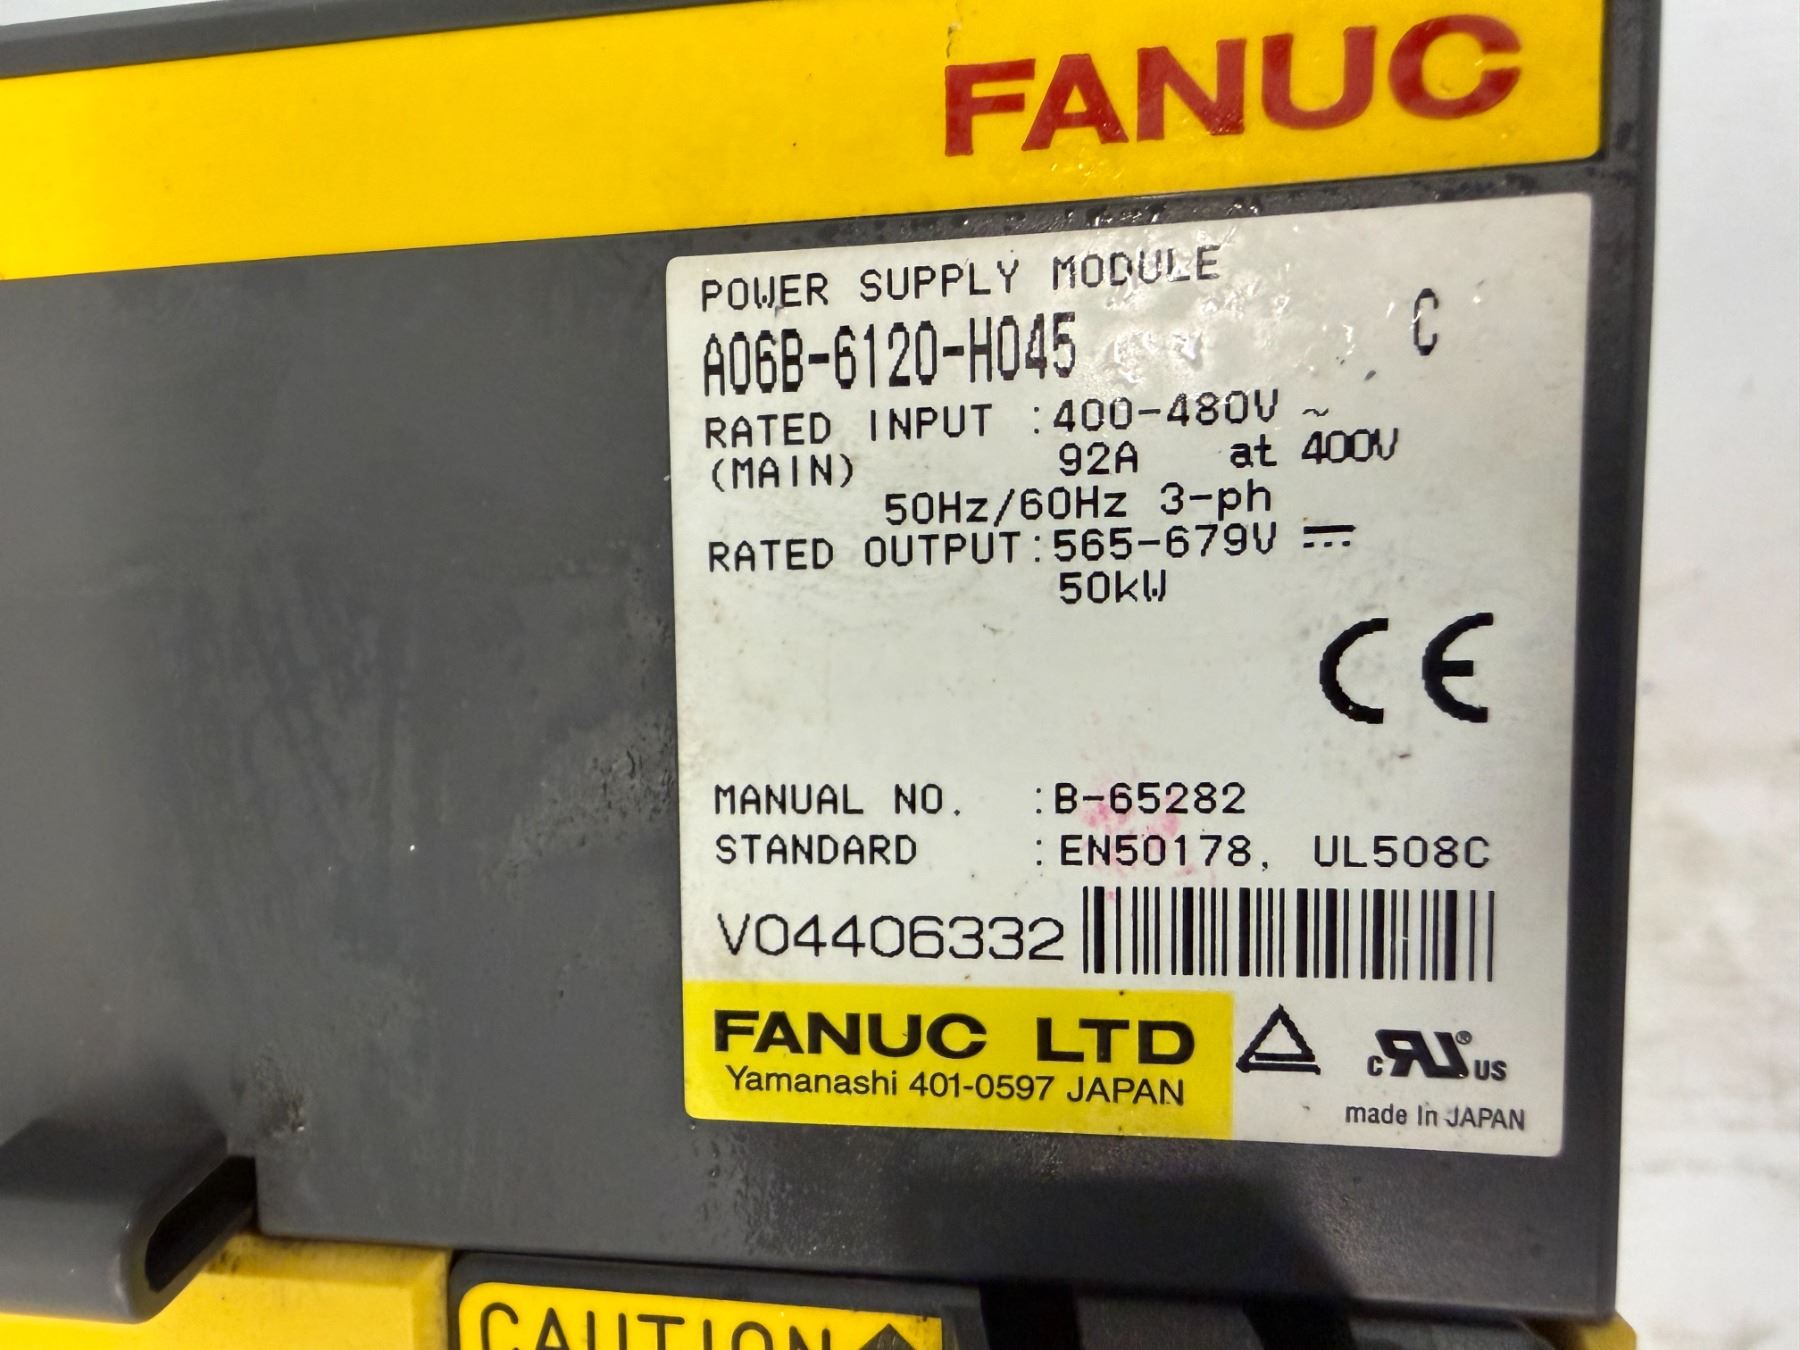 FANUC
POWER SUPPLY MODULE
A06B-6120-H045 C
RATED INPUT :400-480V ~
(MAIN) 92A at 400V
50Hz/60Hz 3-ph
RATED OUTPUT:565-679V ⎓
50kW
CE
MANUAL NO. :B-65282
STANDARD :EN50178, UL508C
V04406332
FANUC LTD
Yamanashi 401-0597 JAPAN
c RU ® US
made In JAPAN
CAUTION